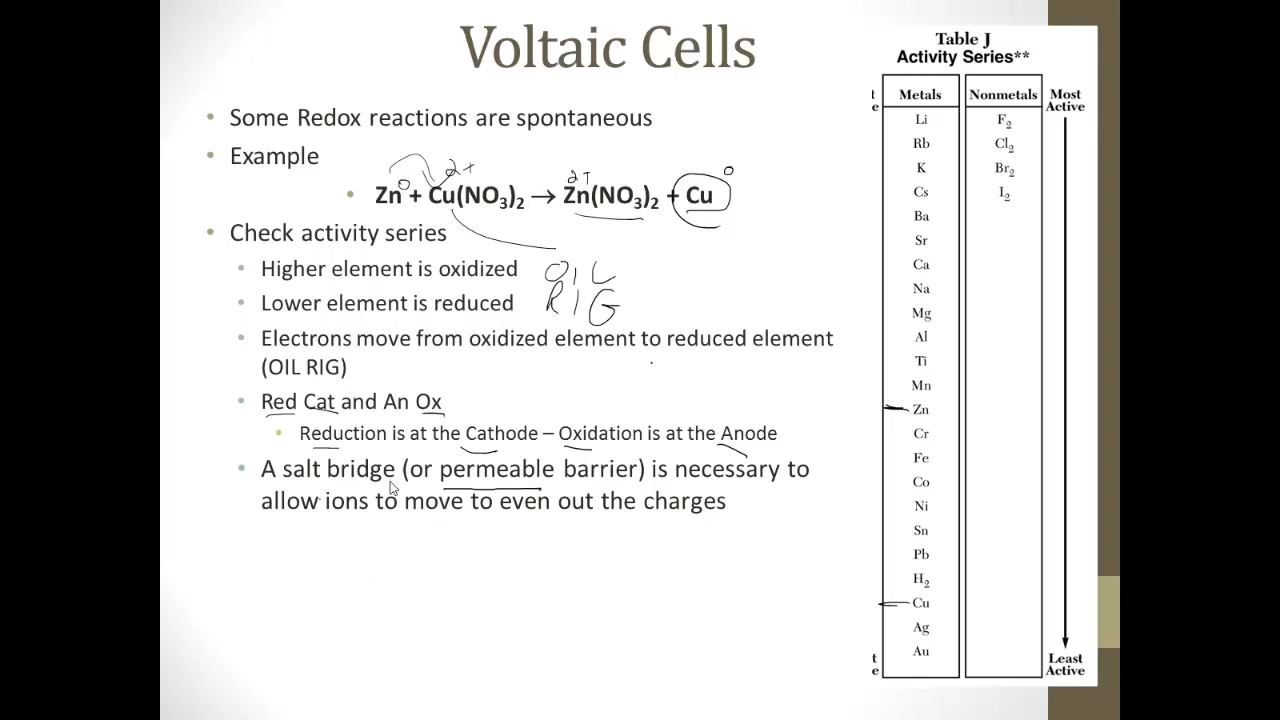 Voltaic Cells
• Some Redox reactions are spontaneous
• Example
2+ 2+ 0
• Zn⁰ + Cu(NO₃)₂ → Zn(NO₃)₂ + Cu
• Check activity series
• Higher element is oxidized OIL
• Lower element is reduced RIG
• Electrons move from oxidized element to reduced element
(OIL RIG)
• Red Cat and An Ox
• Reduction is at the Cathode – Oxidation is at the Anode
• A salt bridge (or permeable barrier) is necessary to
allow ions to move to even out the charges
Table J
Activity Series**
t
e
Metals
Nonmetals
Most
Active
Li
Rb
K
Cs
Ba
Sr
Ca
Na
Mg
Al
Ti
Mn
Zn
Cr
Fe
Co
Ni
Sn
Pb
H₂
Cu
Ag
Au
F₂
Cl₂
Br₂
I₂
t
e
Least
Active